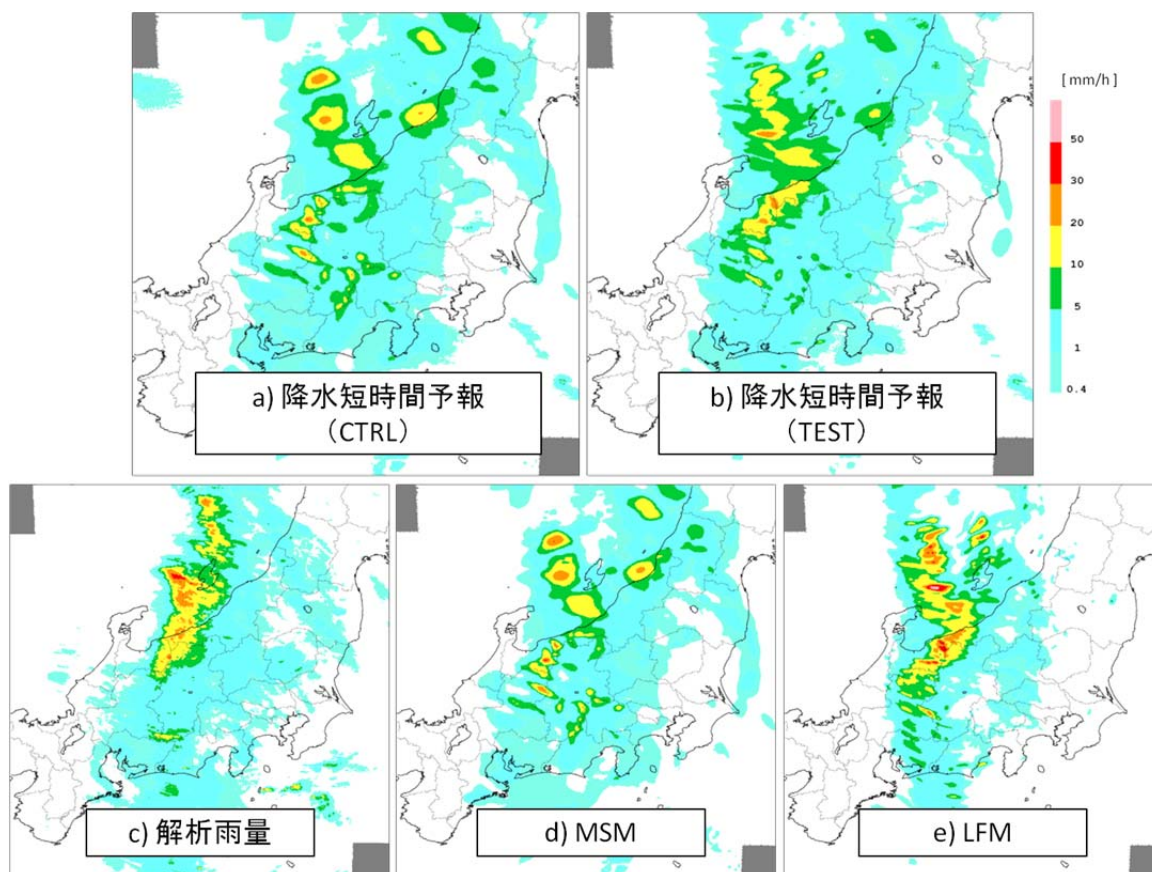 [mm/h]
50
30
20
10
5
1
0.4
a) 降水短時間予報
（CTRL）
b) 降水短時間予報
（TEST）
c) 解析雨量
d) MSM
e) LFM